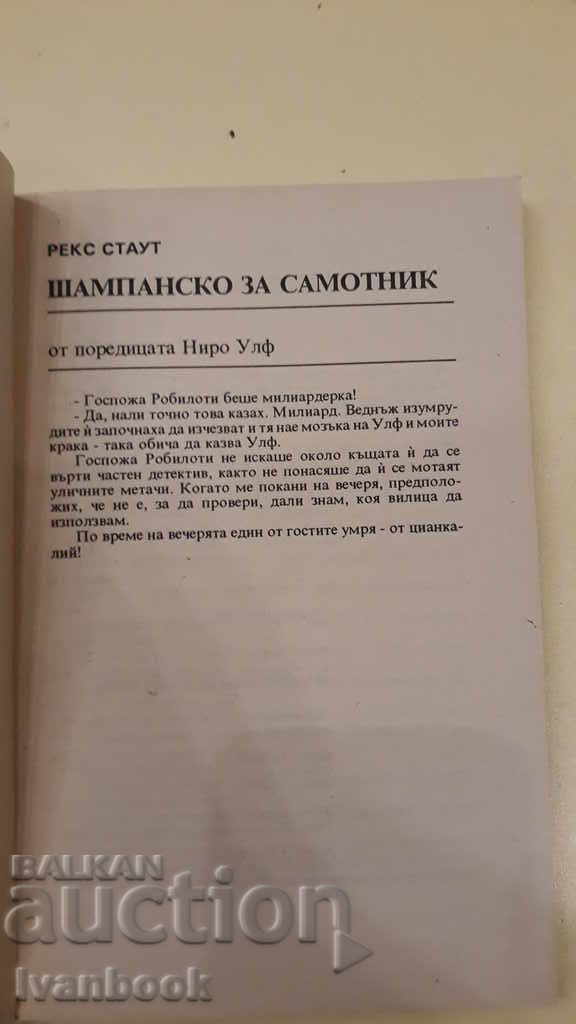 РЕКС СТАУТ
ШАМПАНСКО ЗА САМОТНИК
от поредицата Ниро Улф
- Госпожа Робилоти беше милиардерка!
- Да, нали точно това казах. Милиард. Веднъж изумру-
дите ѝ започнаха да изчезват и тя нае мозъка на Улф и моите
крака - така обича да казва Улф.
Госпожа Робилоти не искаше около къщата ѝ да се
върти частен детектив, както не понасяше да ѝ се мотаят
уличните метачи. Когато ме покани на вечеря, предполо-
жих, че не е, за да провери, дали знам, коя вилица да
използвам.
По време на вечерята един от гостите умря - от цианка-
лий!
BALKAN
auction
Ivanbook